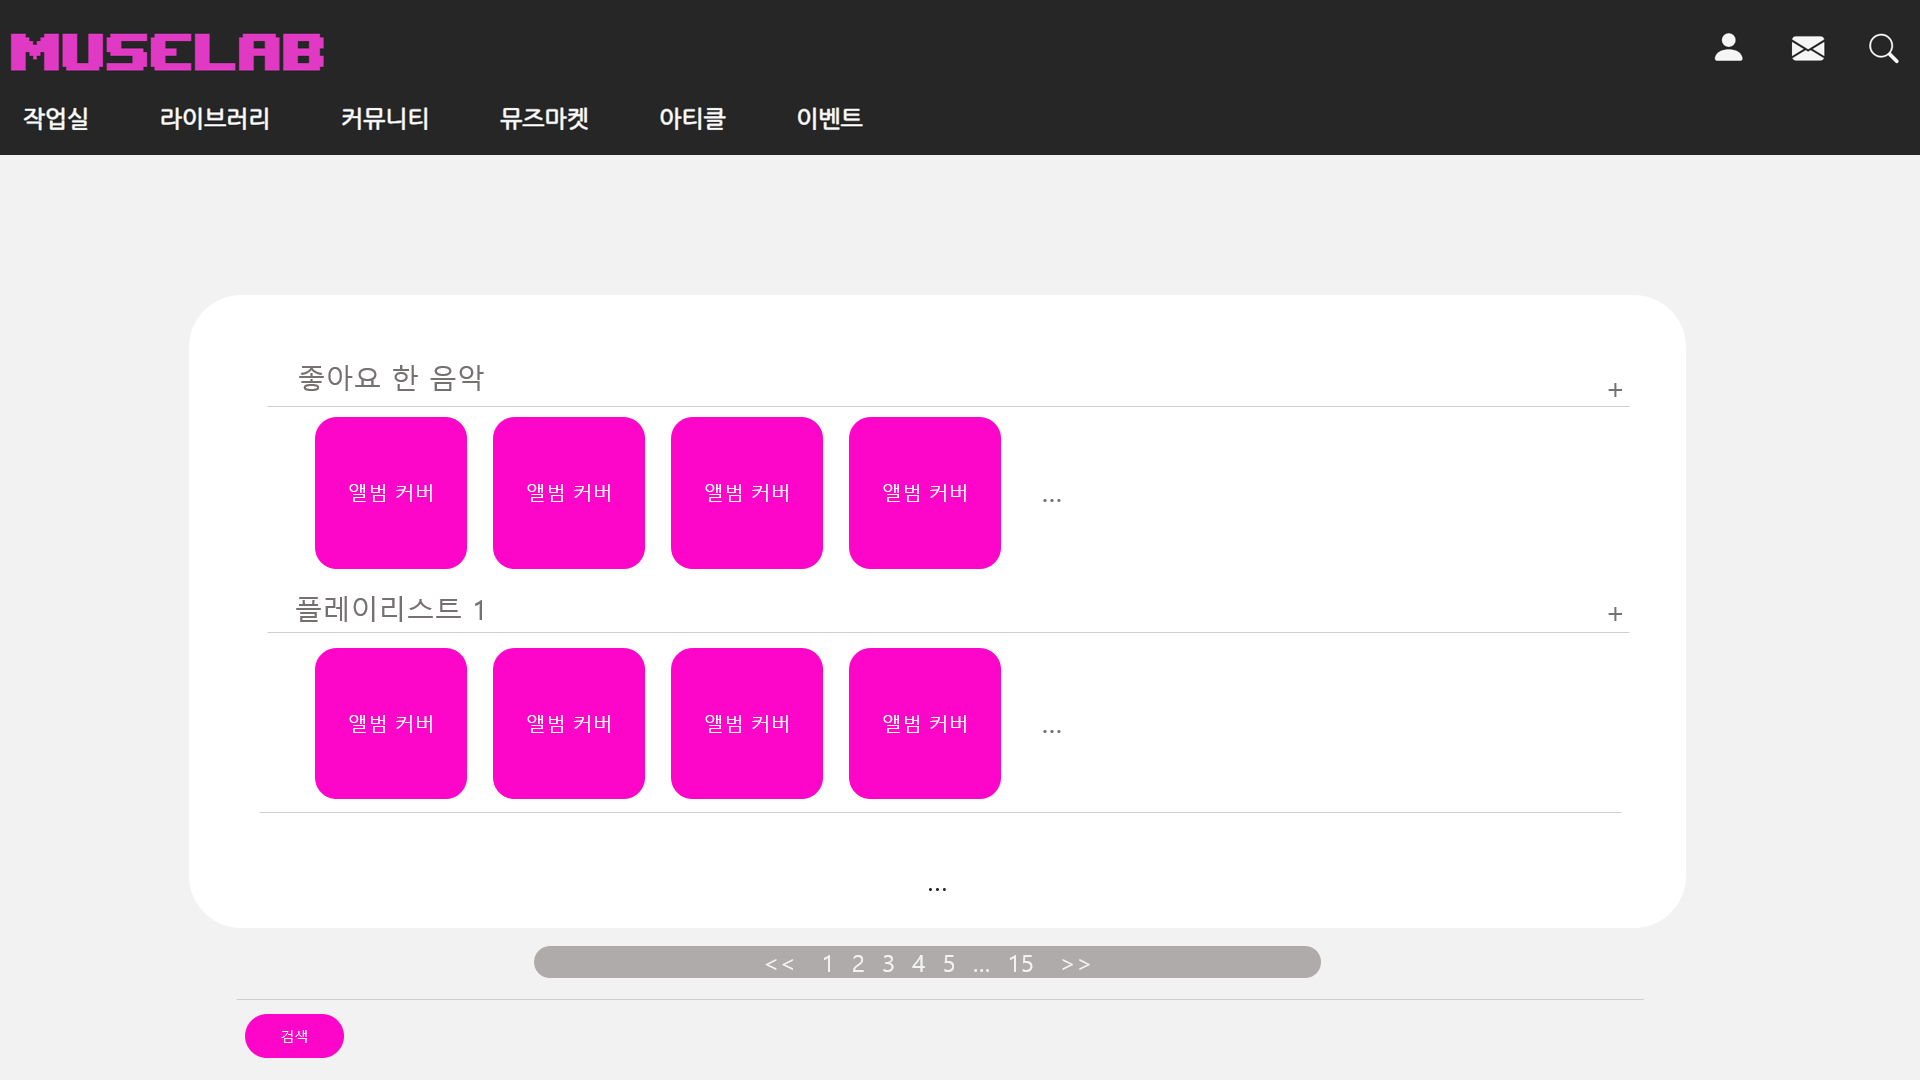 MUSELAB
작업실 라이브러리 커뮤니티 뮤즈마켓 아티클 이벤트
좋아요 한 음악 +
앨범 커버 앨범 커버 앨범 커버 앨범 커버 ...
플레이리스트 1 +
앨범 커버 앨범 커버 앨범 커버 앨범 커버 ...
...
<< 1 2 3 4 5 ... 15 >>
검색